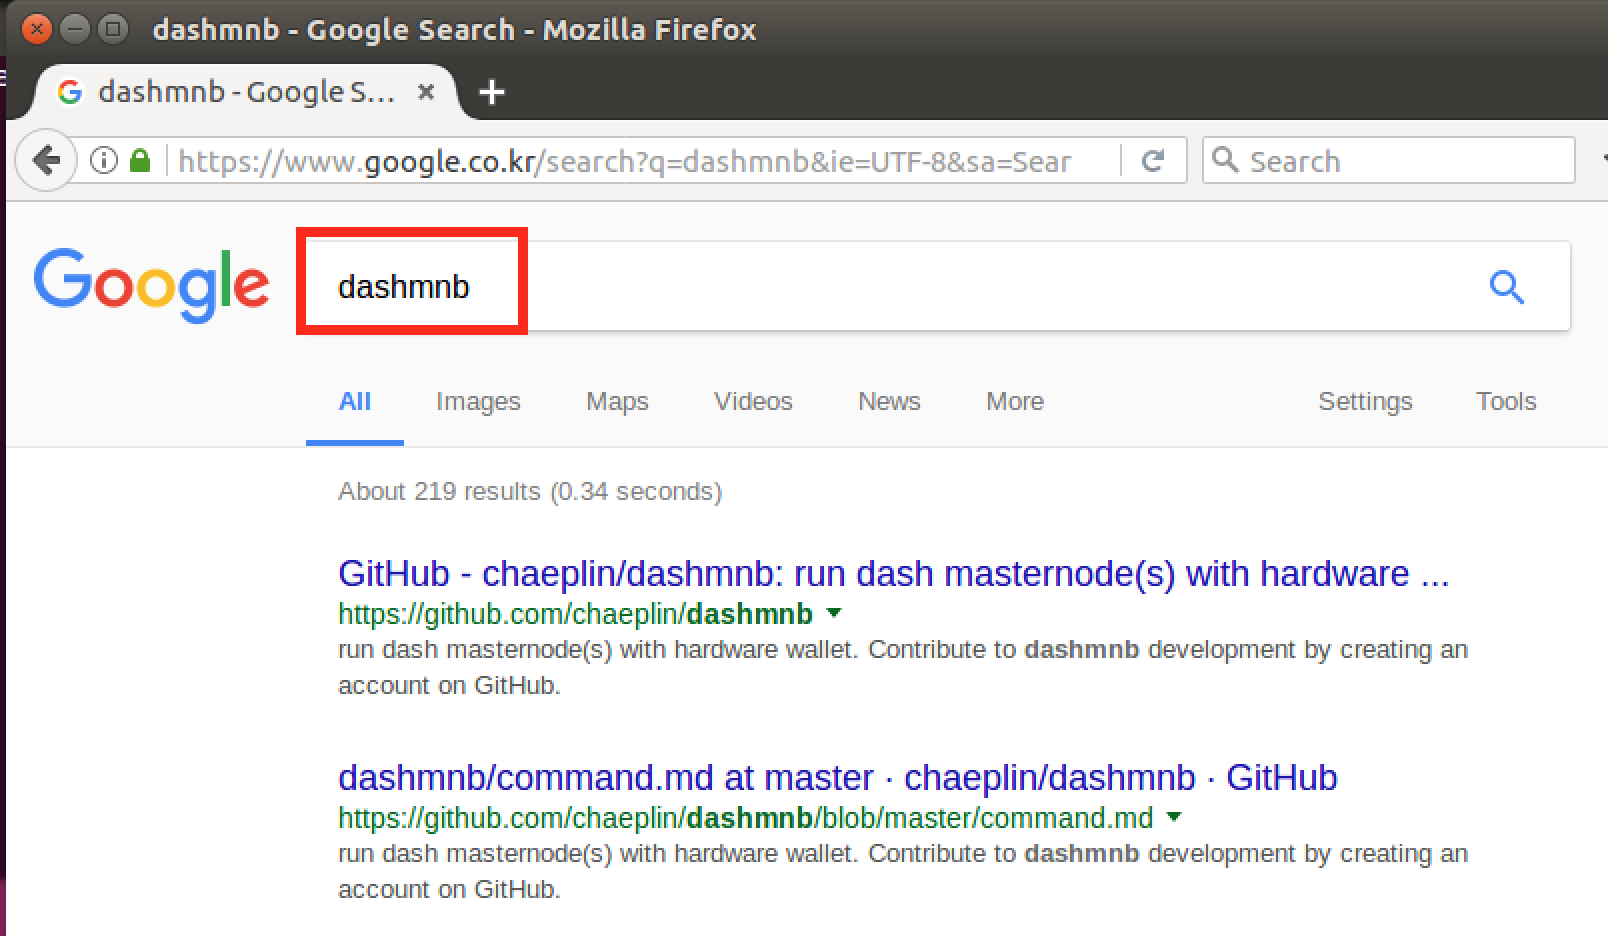 dashmnb - Google Search - Mozilla Firefox
dashmnb - Google S...
https://www.google.co.kr/search?q=dashmnb&ie=UTF-8&sa=Sear
Search
Google
dashmnb
All Images Maps Videos News More Settings Tools
About 219 results (0.34 seconds)
GitHub - chaeplin/dashmnb: run dash masternode(s) with hardware ...
https://github.com/chaeplin/dashmnb
run dash masternode(s) with hardware wallet. Contribute to dashmnb development by creating an
account on GitHub.
dashmnb/command.md at master · chaeplin/dashmnb · GitHub
https://github.com/chaeplin/dashmnb/blob/master/command.md
run dash masternode(s) with hardware wallet. Contribute to dashmnb development by creating an
account on GitHub.